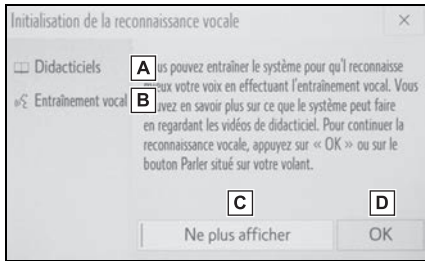 Initialisation de la reconnaissance vocale
Didacticiels
Entraînement vocal
A
B
us pouvez entraîner le système pour qu'l reconnaisse
eux votre voix en effectuant l'entraînement vocal. Vous
uvez en savoir plus sur ce que le système peut faire
en regardant les vidéos de didacticiel. Pour continuer la
reconnaissance vocale, appuyez sur « OK » ou sur le
bouton Parler situé sur votre volant.
C
D
Ne plus afficher
OK